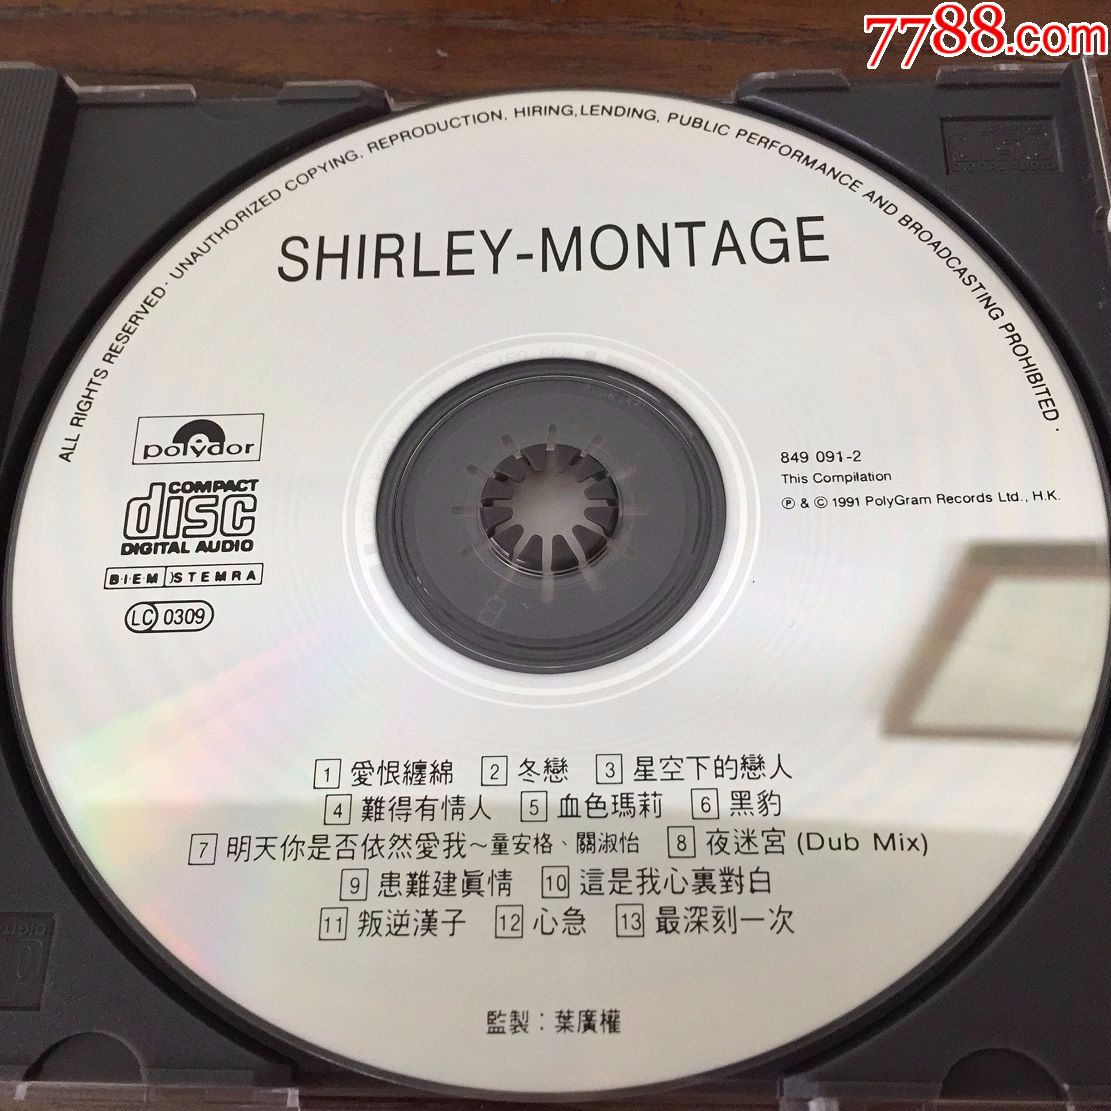 7788.com
ALL RIGHTS RESERVED · UNAUTHORIZED COPYING, REPRODUCTION, HIRING, LENDING, PUBLIC PERFORMANCE AND BROADCASTING PROHIBITED ·
SHIRLEY-MONTAGE
polydor
COMPACT
disc
DIGITAL AUDIO
BIEM STEMRA
LC 0309
849 091-2
This Compilation
Ⓟ & © 1991 PolyGram Records Ltd., H.K.
1 愛恨纏綿 2 冬戀 3 星空下的戀人
4 難得有情人 5 血色瑪莉 6 黑豹
7 明天你是否依然愛我～童安格、關淑怡 8 夜迷宮 (Dub Mix)
9 患難建眞情 10 這是我心裏對白
11 叛逆漢子 12 心急 13 最深刻一次
監製：葉廣權